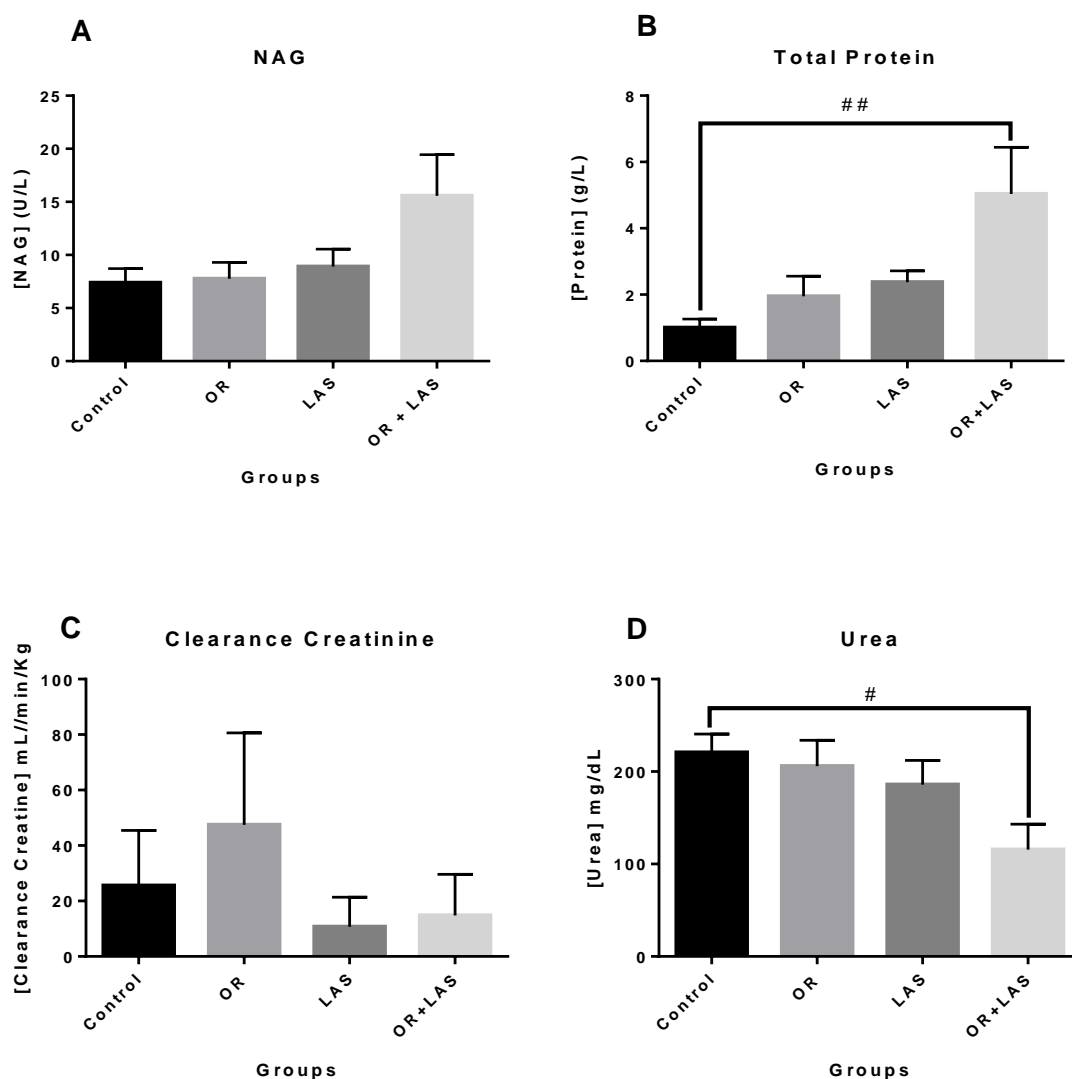 A
NAG
[NAG] (U/L)
25
20
15
10
5
0
Control
OR
LAS
OR + LAS
Groups
B
Total Protein
[Protein] (g/L)
8
6
4
2
0
##
Control
OR
LAS
OR+LAS
Groups
C
Clearance Creatinine
[Clearance Creatine] mL//min/Kg
100
80
60
40
20
0
Control
OR
LAS
OR+LAS
Groups
D
Urea
[Urea] mg/dL
300
200
100
0
#
Control
OR
LAS
OR+LAS
Groups